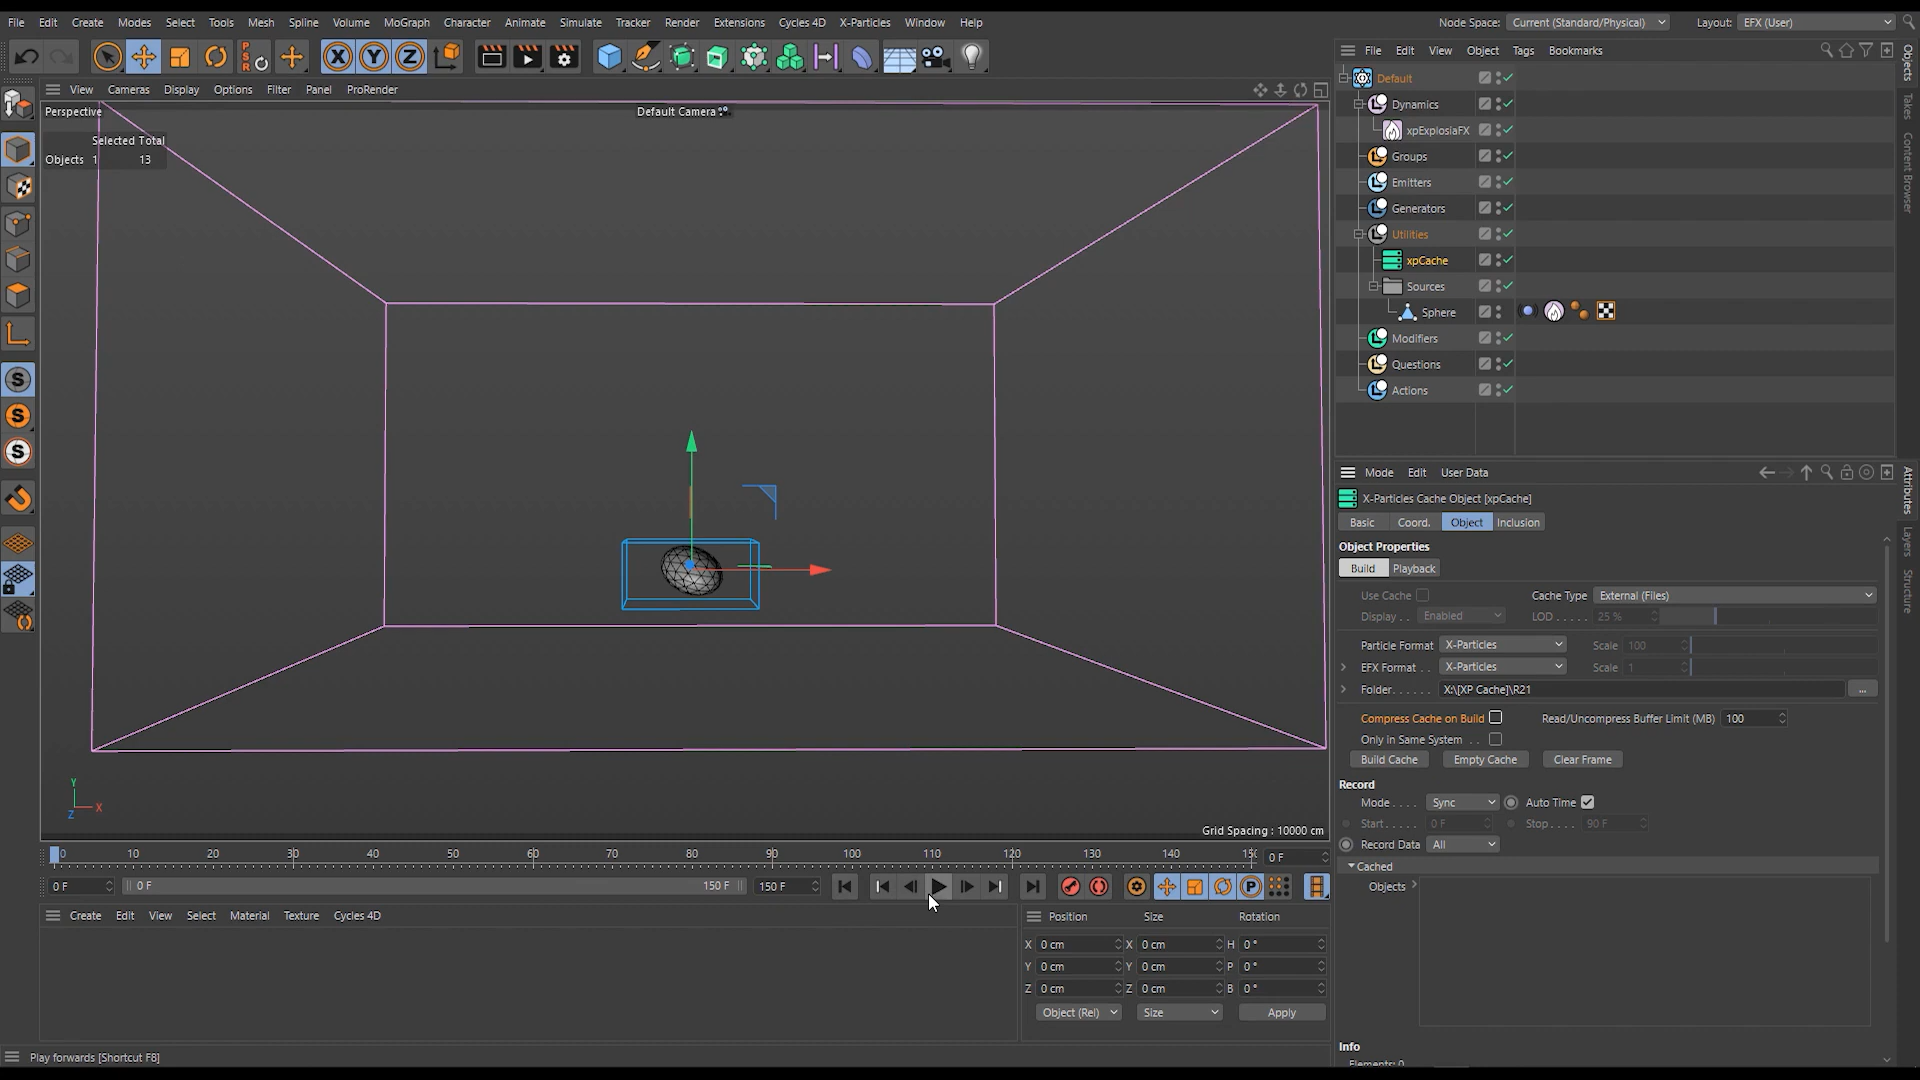 File Edit Create Modes Select Tools Mesh Spline Volume MoGraph Character Animate Simulate Tracker Render Extensions Cycles 4D X-Particles Window Help Node Space: Current (Standard/Physical) Layout: EFX (User)
P S R X Y Z
File Edit View Object Tags Bookmarks
View Cameras Display Options Filter Panel ProRender
Perspective Default Camera
Selected Total
Objects 1 13
Default
Dynamics
xpExplosiaFX
Groups
Emitters
Generators
Utilities
xpCache
Sources
Sphere
Modifiers
Questions
Actions
Objects
Takes
Content Browser
S
S
S
Mode Edit User Data
X-Particles Cache Object [xpCache]
Basic Coord. Object Inclusion
Object Properties
Build Playback
Use Cache Cache Type External (Files)
Display . . Enabled LOD . . . . . 25 %
Particle Format X-Particles Scale 100
EFX Format . . X-Particles Scale 1
Folder. . . . . . X:\[XP Cache]\R21 ...
Compress Cache on Build Read/Uncompress Buffer Limit (MB) 100
Only In Same System . .
Build Cache Empty Cache Clear Frame
Record
Mode . . . . Sync Auto Time
Start. . . . . 0 F Stop. . . . 90 F
Record Data All
Cached
Objects
Info
Elements: 0
Attributes
Layers
Structure
Y
X
Z
Grid Spacing : 10000 cm
0 10 20 30 40 50 60 70 80 90 100 110 120 130 140 0 F
0 F 0 F 150 F 150 F P
Create Edit View Select Material Texture Cycles 4D
Position Size Rotation
X 0 cm X 0 cm H 0 °
Y 0 cm Y 0 cm P 0 °
Z 0 cm Z 0 cm B 0 °
Object (Rel) Size Apply
Play forwards [Shortcut F8]